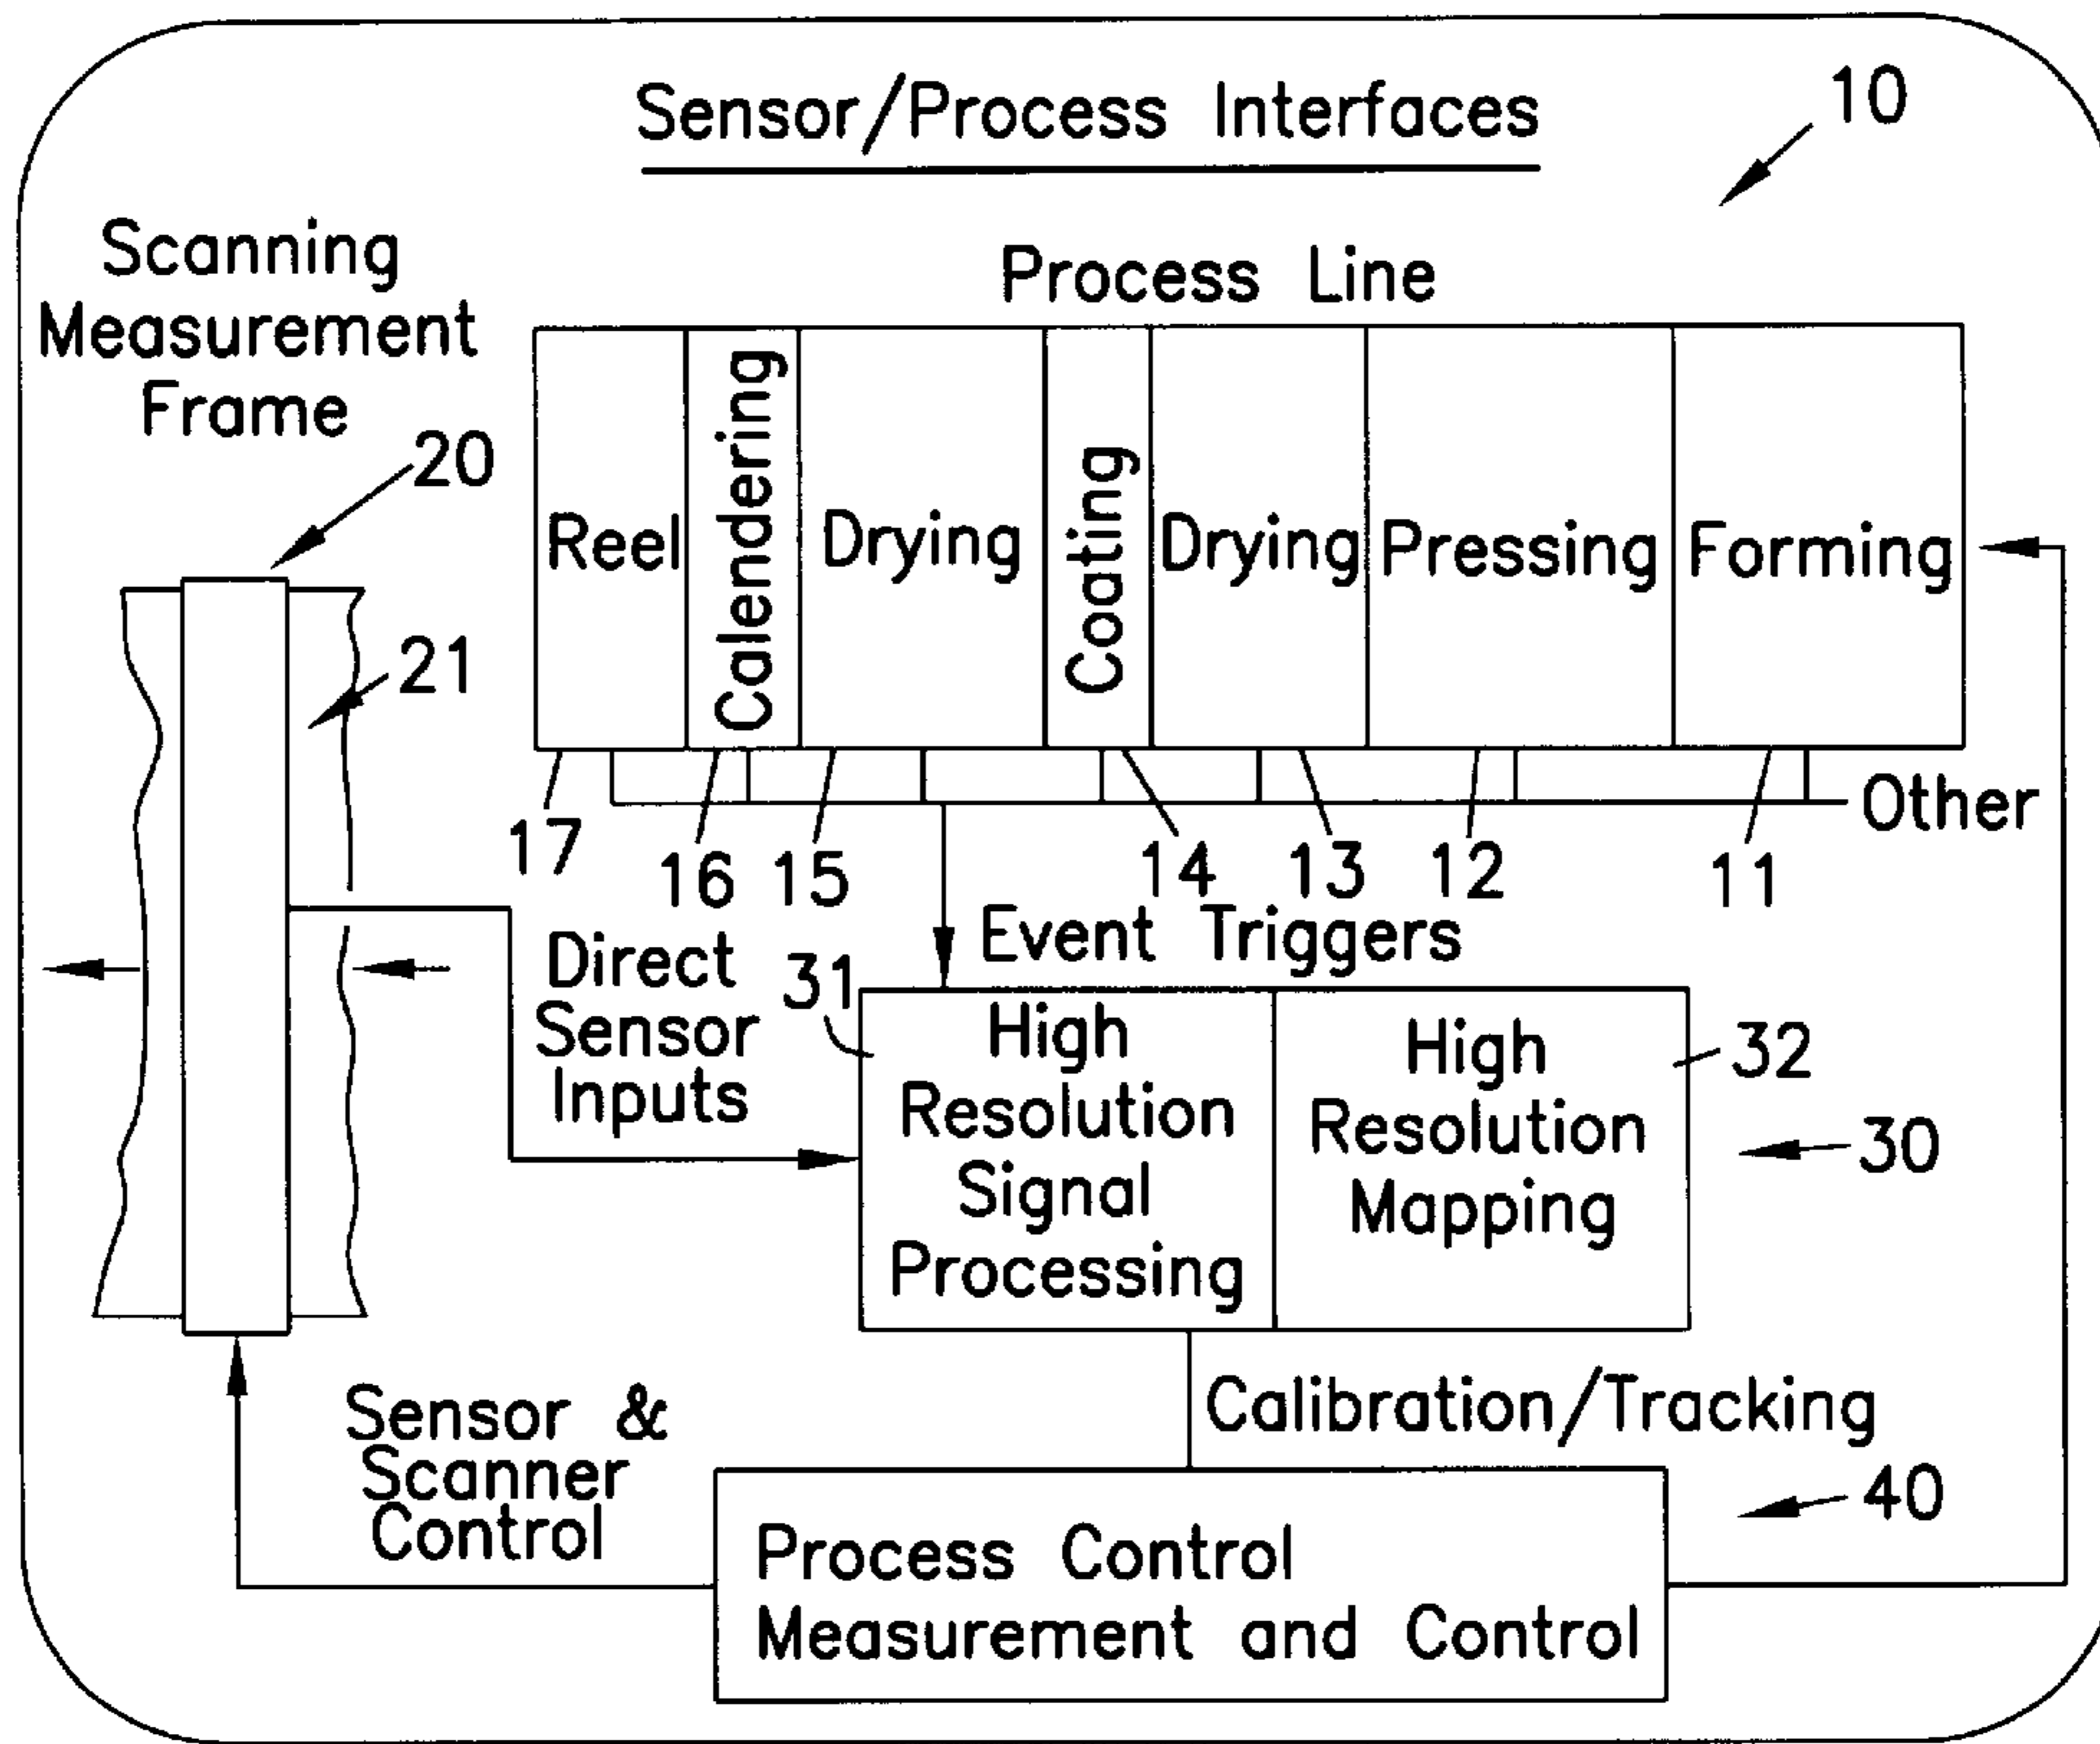 Sensor/Process Interfaces
10
Scanning
Measurement
Frame
20
21
Process Line
Reel
Calendering
Drying
Coating
Drying
Pressing
Forming
Other
17
16
15
14
13
12
11
Event Triggers
Direct
Sensor
Inputs
31
High
Resolution
Signal
Processing
High
Resolution
Mapping
32
30
Calibration/Tracking
Sensor &
Scanner
Control
40
Process Control
Measurement and Control